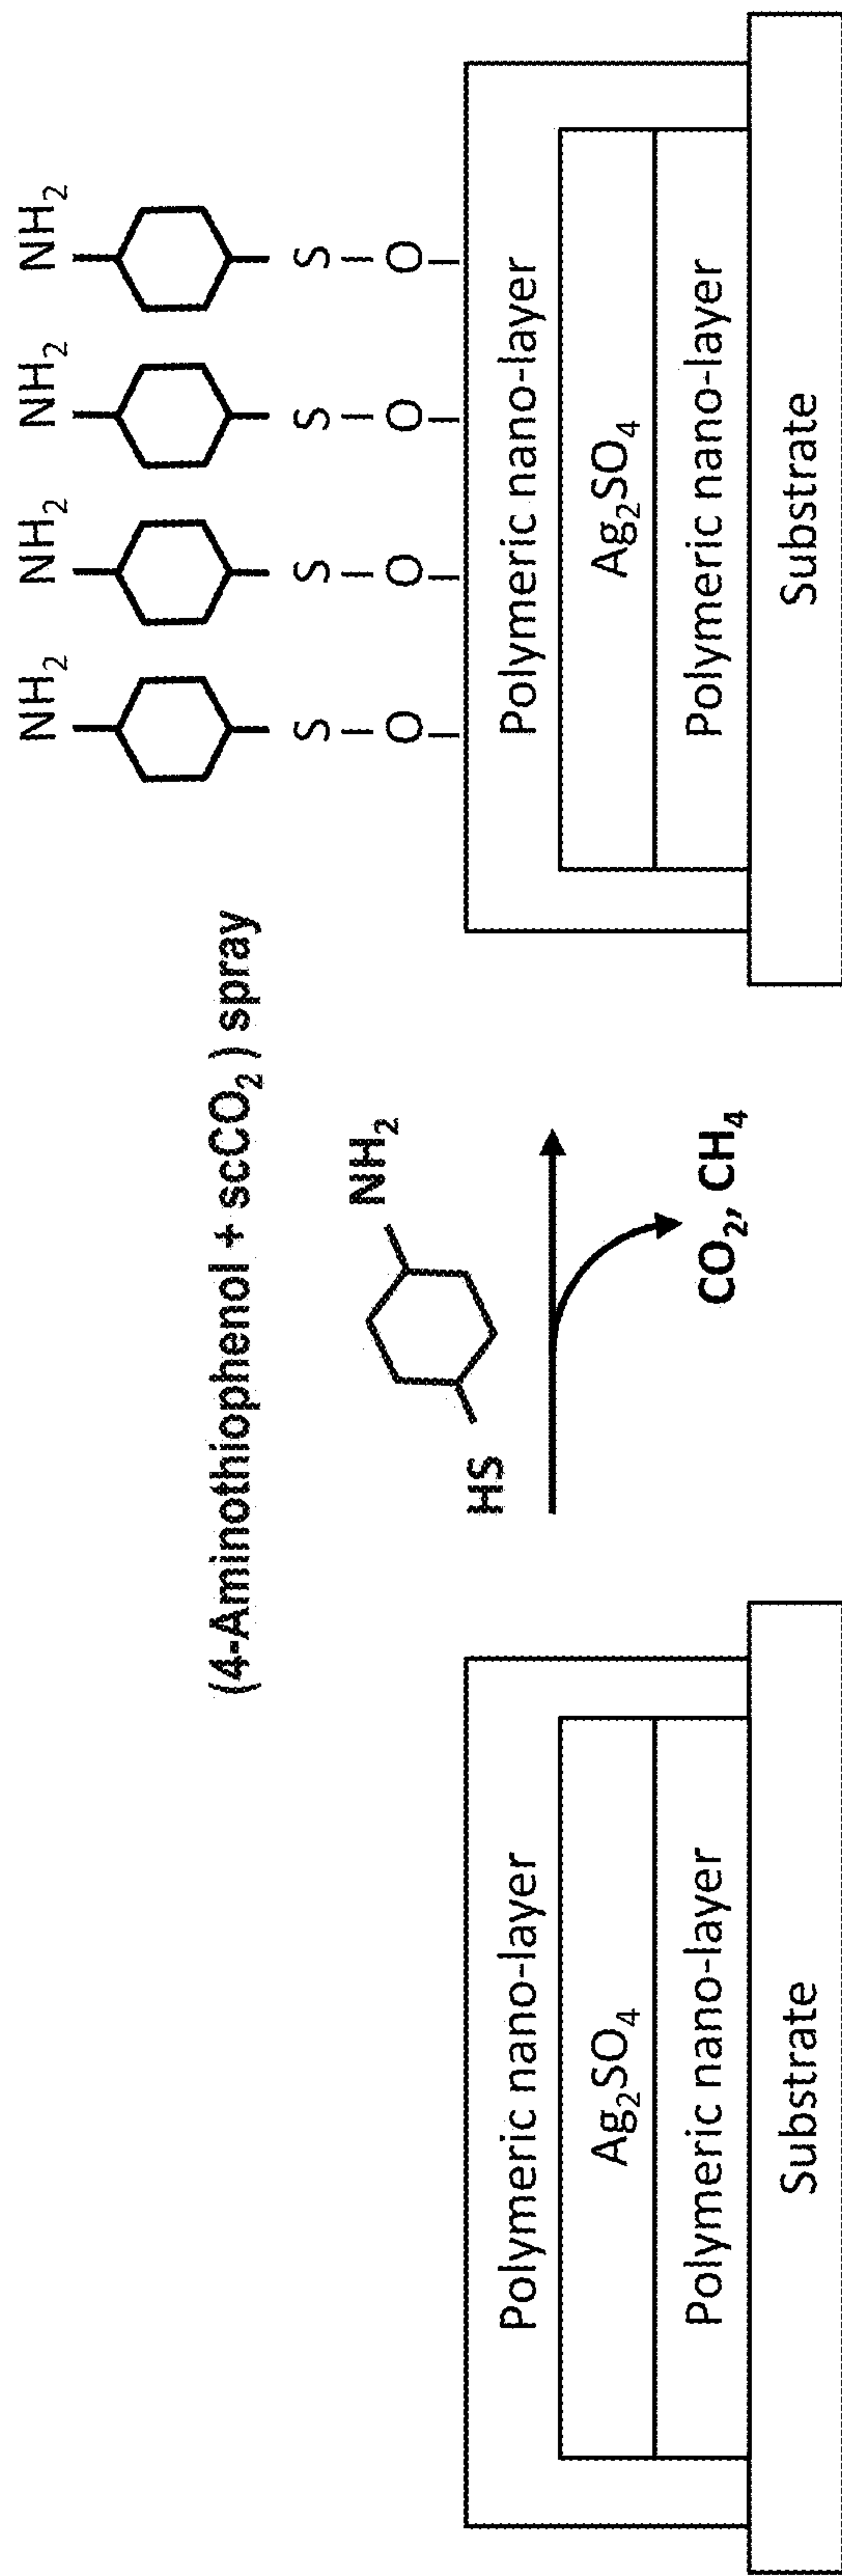 (4-Aminothiophenol + scCO₂) spray
NH₂ NH₂ NH₂ NH₂
S S S S
O O O O
HS NH₂
CO₂, CH₄
Polymeric nano-layer
Ag₂SO₄
Polymeric nano-layer
Substrate
Polymeric nano-layer
Ag₂SO₄
Polymeric nano-layer
Substrate